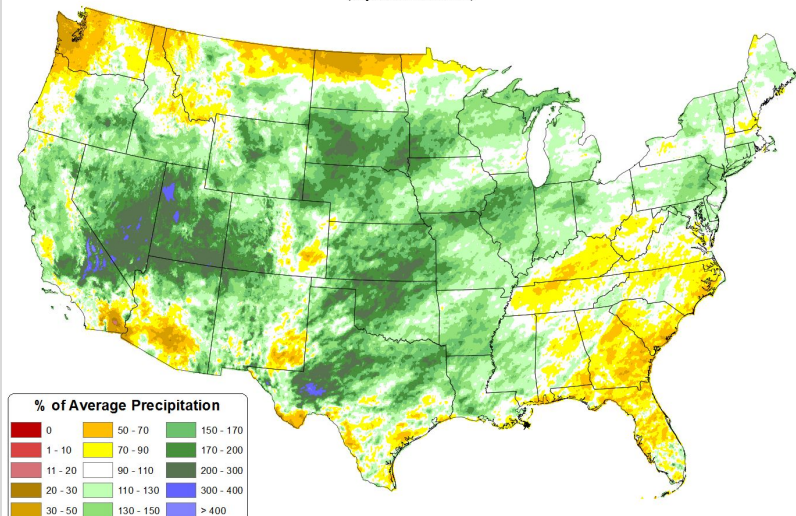 % of Average Precipitation
0 50 - 70 150 - 170
1 - 10 70 - 90 170 - 200
11 - 20 90 - 110 200 - 300
20 - 30 110 - 130 300 - 400
30 - 50 130 - 150 > 400